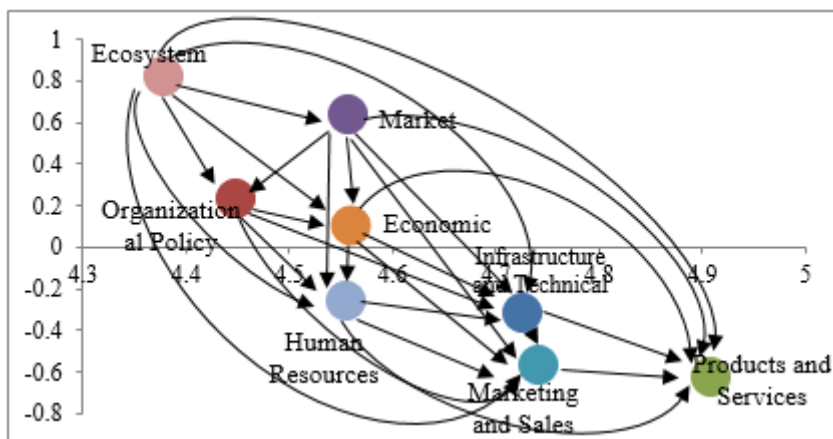 1
Ecosystem
0.8
0.6
Market
0.4
0.2
Organization
al Policy
Economic
0
4.3
4.4
4.5
4.6
4.7
4.8
4.9
5
Infrastructure
and Technical
-0.2
-0.4
Human
Resources
-0.6
Marketing
and Sales
Products and
Services
-0.8